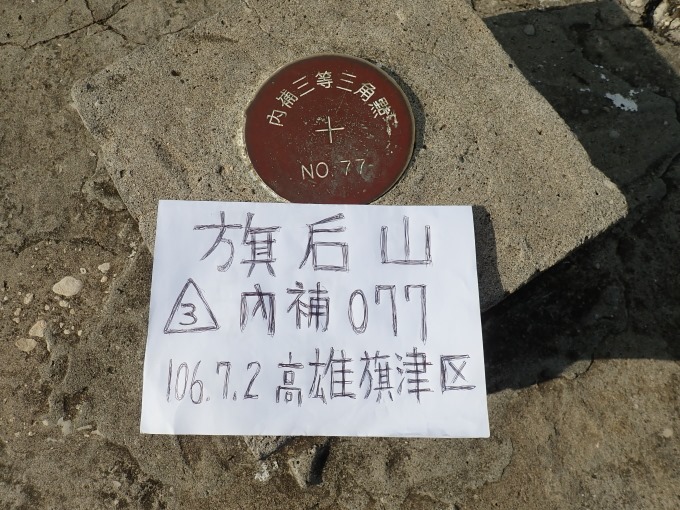 內補三等三角點
NO.77
旗后山
3 內補077
106.7.2 高雄旗津区